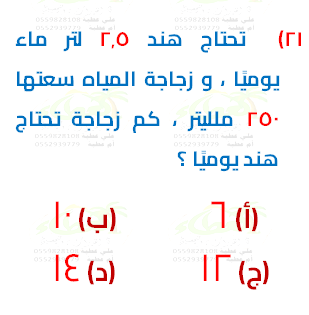 ٢١) تحتاج هند ٢,٥ لتر ماء
يوميًا ، و زجاجة المياه سعتها
٢٥٠ ملليتر ، كم زجاجة تحتاج
هند يوميًا ؟
(أ) ٦ (ب) ١٠
(ج) ١٢ (د) ١٤